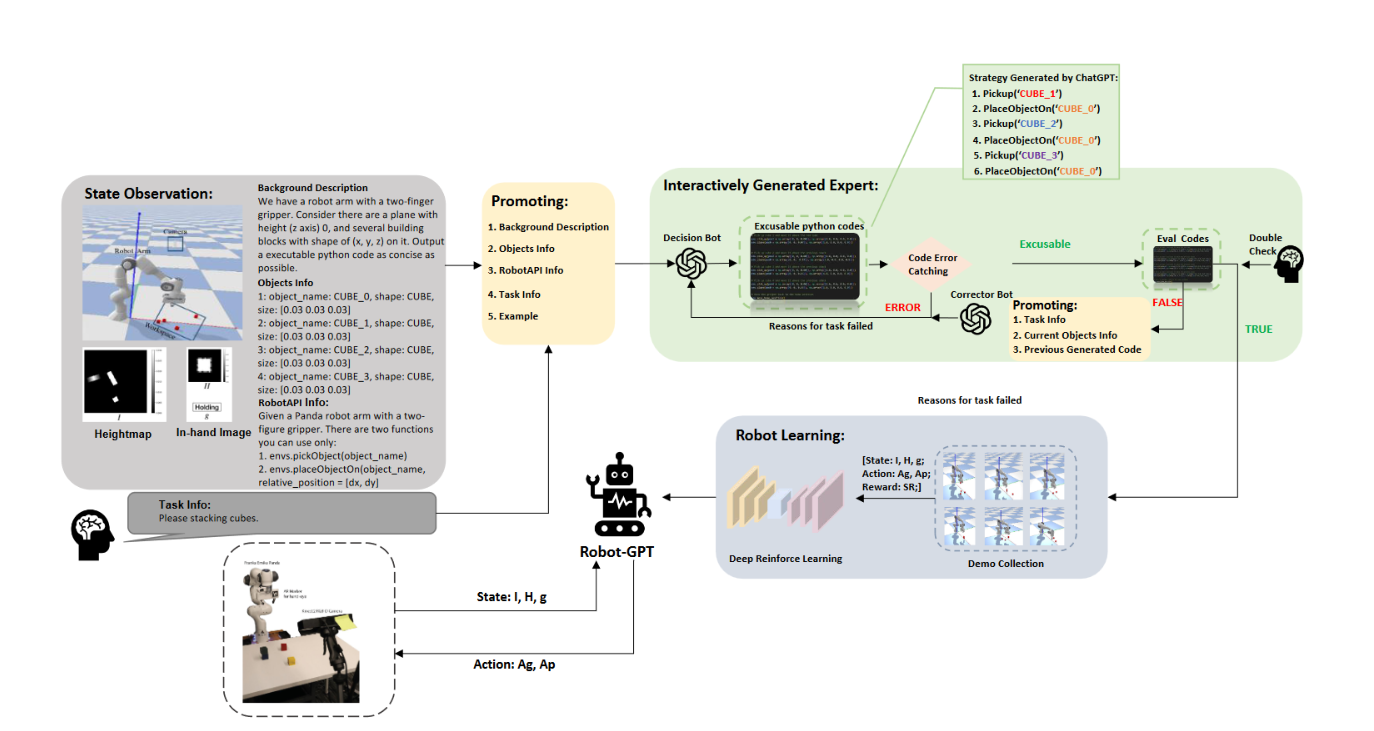 Strategy Generated by ChatGPT:
1. Pickup(‘CUBE_1’)
2. PlaceObjectOn(‘CUBE_0’)
3. Pickup(‘CUBE_2’)
4. PlaceObjectOn(‘CUBE_0’)
5. Pickup(‘CUBE_3’)
6. PlaceObjectOn(‘CUBE_0’)
State Observation:
Camera
Robot Arm
Workspace
I
Heightmap
H
Holding
g
In-hand Image
Background Description
We have a robot arm with a two-finger
gripper. Consider there are a plane with
height (z axis) 0, and several building
blocks with shape of (x, y, z) on it. Output
a executable python code as concise as
possible.
Objects Info
1: object_name: CUBE_0, shape: CUBE,
size: [0.03 0.03 0.03]
2: object_name: CUBE_1, shape: CUBE,
size: [0.03 0.03 0.03]
3: object_name: CUBE_2, shape: CUBE,
size: [0.03 0.03 0.03]
4: object_name: CUBE_3, shape: CUBE,
size: [0.03 0.03 0.03]
RobotAPI Info:
Given a Panda robot arm with a two-
figure gripper. There are two functions
you can use only:
1. envs.pickObject(object_name)
2. envs.placeObjectOn(object_name,
relative_position = [dx, dy]
Task Info:
Please stacking cubes.
Promoting:
1. Background Description
2. Objects Info
3. RobotAPI Info
4. Task Info
5. Example
Interactively Generated Expert:
Decision Bot
Excusable python codes
Code Error
Catching
ERROR
Reasons for task failed
Excusable
Corrector Bot
Promoting:
1. Task Info
2. Current Objects Info
3. Previous Generated Code
Eval Codes
FALSE
Double
Check
TRUE
Reasons for task failed
Robot Learning:
[State: I, H, g;
Action: Ag, Ap;
Reward: SR;]
Deep Reinforce Learning
Demo Collection
Robot-GPT
State: I, H, g
Action: Ag, Ap